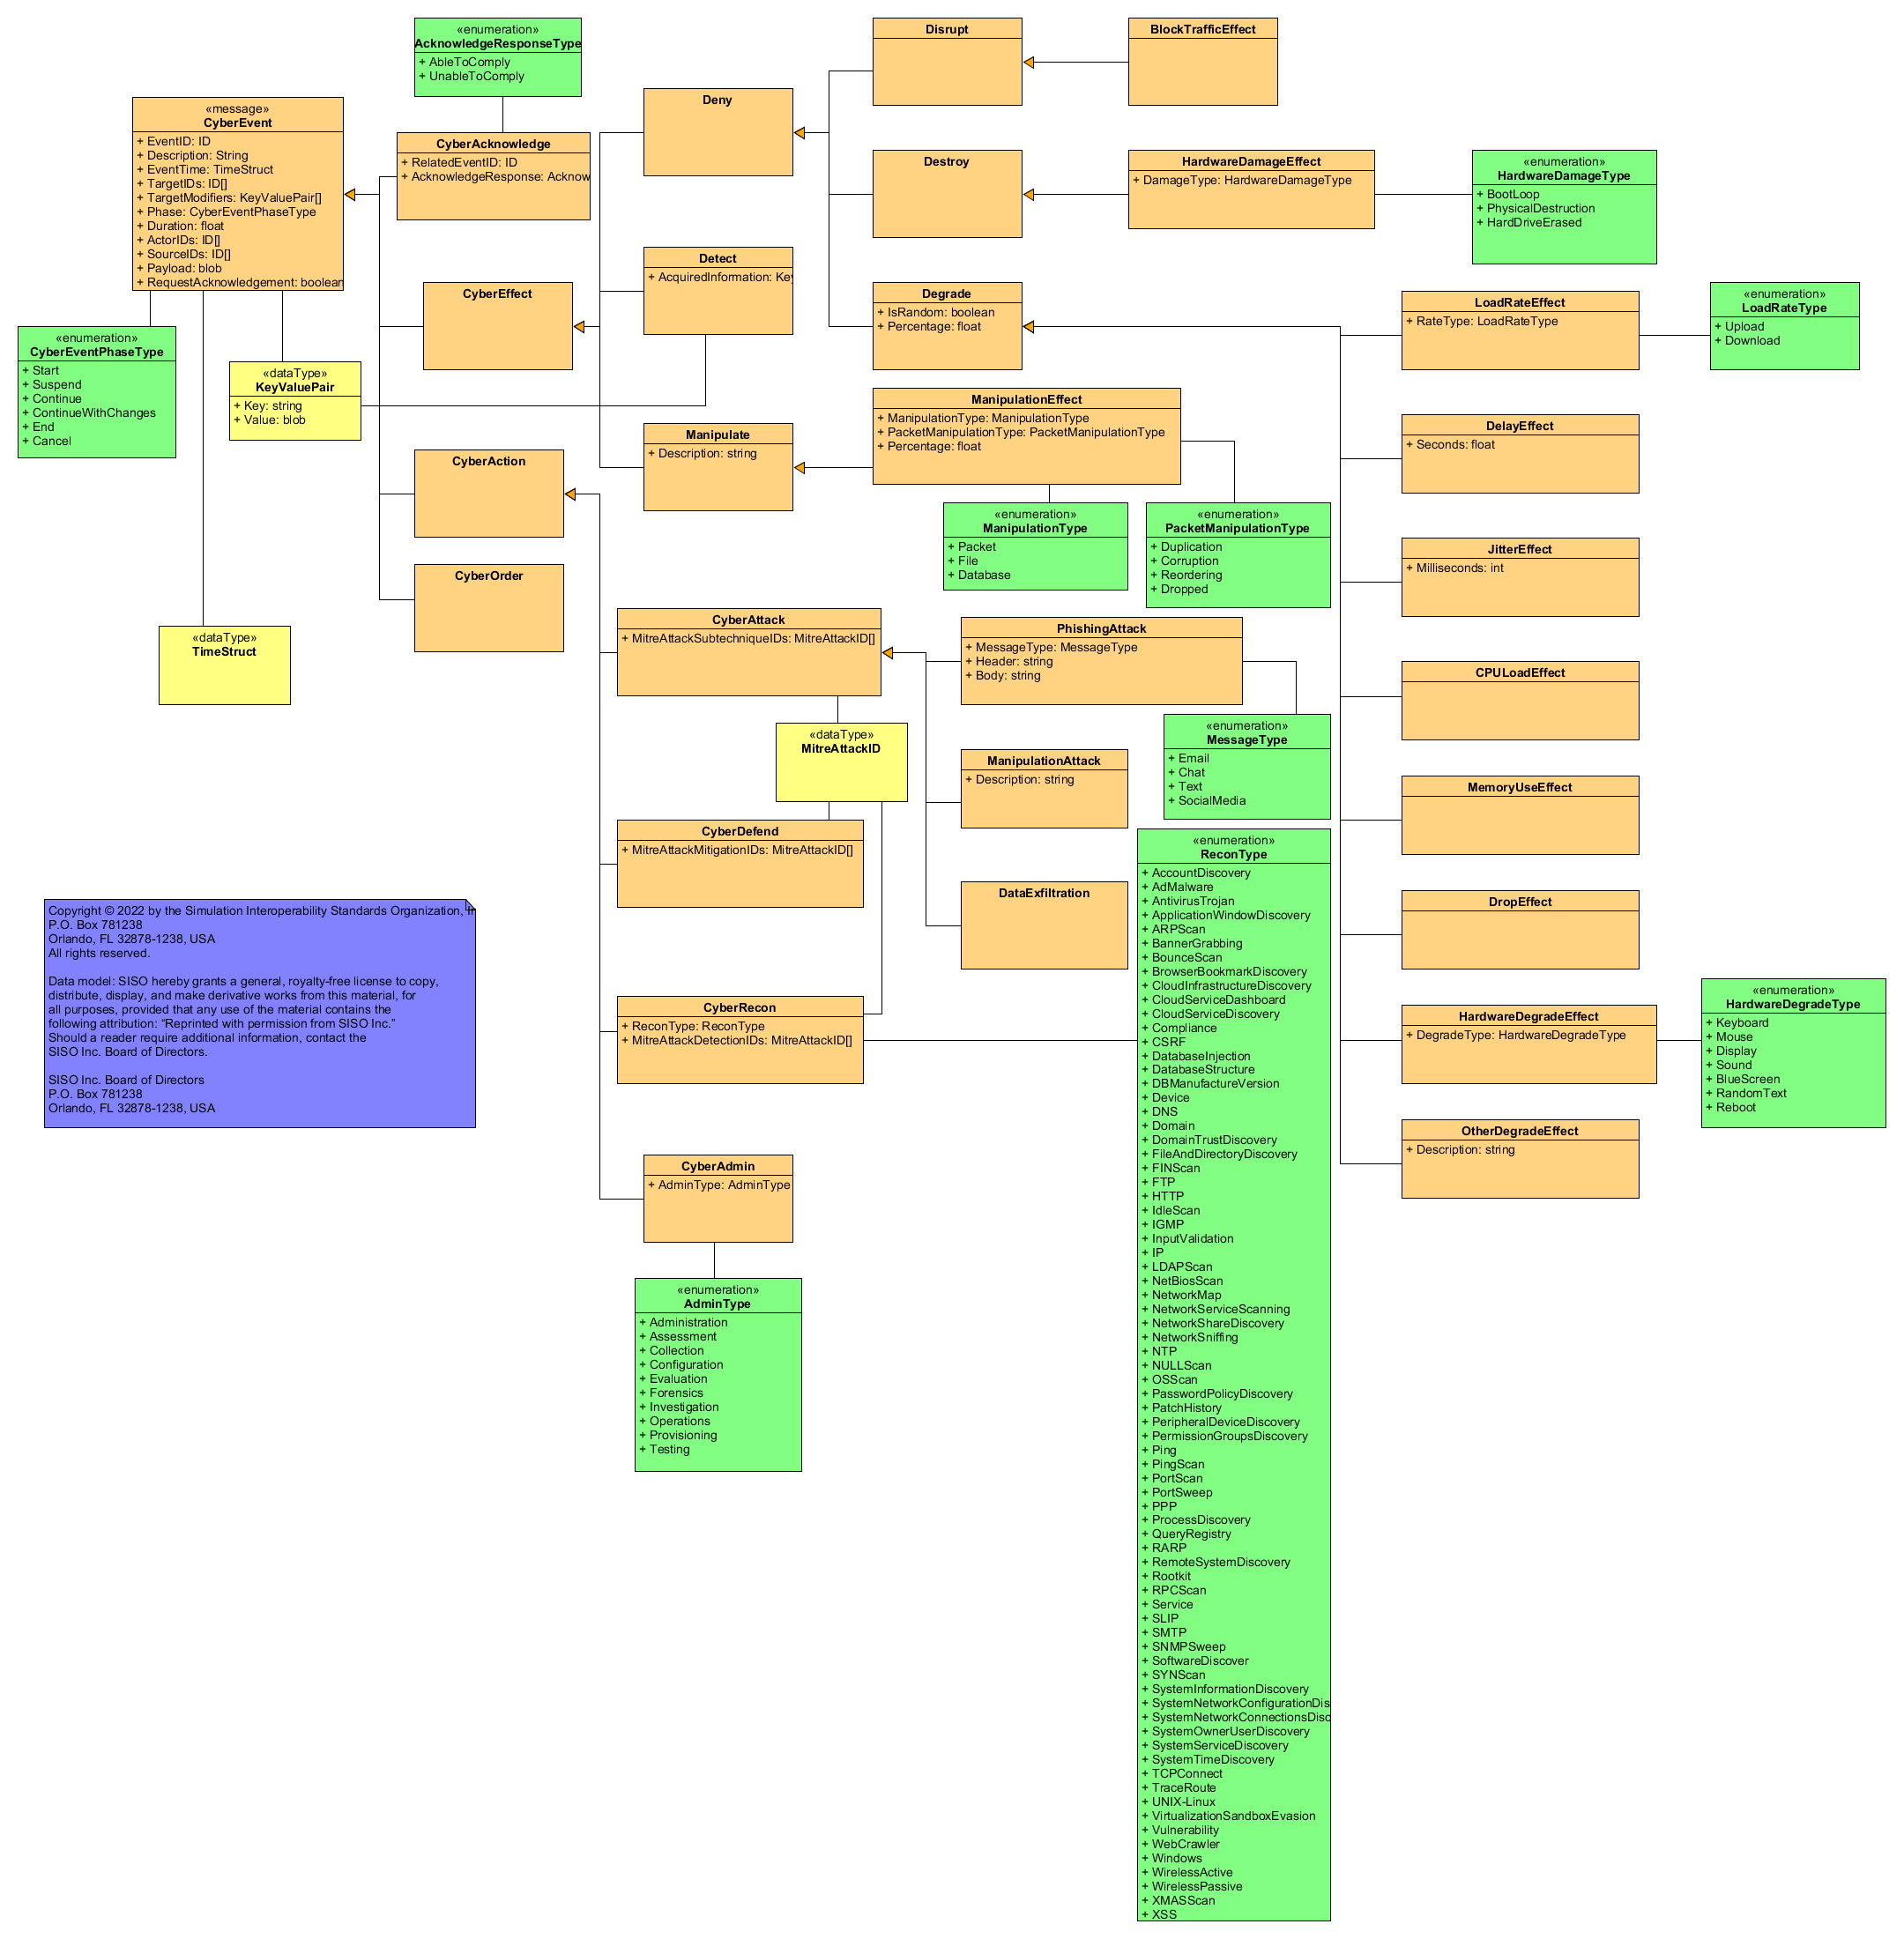 «enumeration»
AcknowledgeResponseType
+ AbleToComply
+ UnableToComply
«message»
CyberEvent
+ EventID: ID
+ Description: String
+ EventTime: TimeStruct
+ TargetIDs: ID[]
+ TargetModifiers: KeyValuePair[]
+ Phase: CyberEventPhaseType
+ Duration: float
+ ActorIDs: ID[]
+ SourceIDs: ID[]
+ Payload: blob
+ RequestAcknowledgement: boolean
CyberAcknowledge
+ RelatedEventID: ID
+ AcknowledgeResponse: Acknow
Deny
Disrupt
BlockTrafficEffect
Destroy
HardwareDamageEffect
+ DamageType: HardwareDamageType
«enumeration»
HardwareDamageType
+ BootLoop
+ PhysicalDestruction
+ HardDriveErased
Detect
+ AcquiredInformation: Key
CyberEffect
Degrade
+ IsRandom: boolean
+ Percentage: float
LoadRateEffect
+ RateType: LoadRateType
«enumeration»
LoadRateType
+ Upload
+ Download
«enumeration»
CyberEventPhaseType
+ Start
+ Suspend
+ Continue
+ ContinueWithChanges
+ End
+ Cancel
«dataType»
KeyValuePair
+ Key: string
+ Value: blob
ManipulationEffect
+ ManipulationType: ManipulationType
+ PacketManipulationType: PacketManipulationType
+ Percentage: float
Manipulate
+ Description: string
DelayEffect
+ Seconds: float
CyberAction
«enumeration»
ManipulationType
+ Packet
+ File
+ Database
«enumeration»
PacketManipulationType
+ Duplication
+ Corruption
+ Reordering
+ Dropped
JitterEffect
+ Milliseconds: int
CyberOrder
«dataType»
TimeStruct
CyberAttack
+ MitreAttackSubtechniqueIDs: MitreAttackID[]
PhishingAttack
+ MessageType: MessageType
+ Header: string
+ Body: string
CPULoadEffect
«dataType»
MitreAttackID
«enumeration»
MessageType
+ Email
+ Chat
+ Text
+ SocialMedia
ManipulationAttack
+ Description: string
MemoryUseEffect
CyberDefend
+ MitreAttackMitigationIDs: MitreAttackID[]
DataExfiltration
DropEffect
Copyright © 2022 by the Simulation Interoperability Standards Organization, In
P.O. Box 781238
Orlando, FL 32878-1238, USA
All rights reserved.
Data model: SISO hereby grants a general, royalty-free license to copy,
distribute, display, and make derivative works from this material, for
all purposes, provided that any use of the material contains the
following attribution: “Reprinted with permission from SISO Inc.”
Should a reader require additional information, contact the
SISO Inc. Board of Directors.
SISO Inc. Board of Directors
P.O. Box 781238
Orlando, FL 32878-1238, USA
CyberRecon
+ ReconType: ReconType
+ MitreAttackDetectionIDs: MitreAttackID[]
HardwareDegradeEffect
+ DegradeType: HardwareDegradeType
«enumeration»
HardwareDegradeType
+ Keyboard
+ Mouse
+ Display
+ Sound
+ BlueScreen
+ RandomText
+ Reboot
OtherDegradeEffect
+ Description: string
CyberAdmin
+ AdminType: AdminType
«enumeration»
AdminType
+ Administration
+ Assessment
+ Collection
+ Configuration
+ Evaluation
+ Forensics
+ Investigation
+ Operations
+ Provisioning
+ Testing
«enumeration»
ReconType
+ AccountDiscovery
+ AdMalware
+ AntivirusTrojan
+ ApplicationWindowDiscovery
+ ARPScan
+ BannerGrabbing
+ BounceScan
+ BrowserBookmarkDiscovery
+ CloudInfrastructureDiscovery
+ CloudServiceDashboard
+ CloudServiceDiscovery
+ Compliance
+ CSRF
+ DatabaseInjection
+ DatabaseStructure
+ DBManufactureVersion
+ Device
+ DNS
+ Domain
+ DomainTrustDiscovery
+ FileAndDirectoryDiscovery
+ FINScan
+ FTP
+ HTTP
+ IdleScan
+ IGMP
+ InputValidation
+ IP
+ LDAPScan
+ NetBiosScan
+ NetworkMap
+ NetworkServiceScanning
+ NetworkShareDiscovery
+ NetworkSniffing
+ NTP
+ NULLScan
+ OSScan
+ PasswordPolicyDiscovery
+ PatchHistory
+ PeripheralDeviceDiscovery
+ PermissionGroupsDiscovery
+ Ping
+ PingScan
+ PortScan
+ PortSweep
+ PPP
+ ProcessDiscovery
+ QueryRegistry
+ RARP
+ RemoteSystemDiscovery
+ Rootkit
+ RPCScan
+ Service
+ SLIP
+ SMTP
+ SNMPSweep
+ SoftwareDiscover
+ SYNScan
+ SystemInformationDiscovery
+ SystemNetworkConfigurationDis
+ SystemNetworkConnectionsDisc
+ SystemOwnerUserDiscovery
+ SystemServiceDiscovery
+ SystemTimeDiscovery
+ TCPConnect
+ TraceRoute
+ UNIX-Linux
+ VirtualizationSandboxEvasion
+ Vulnerability
+ WebCrawler
+ Windows
+ WirelessActive
+ WirelessPassive
+ XMASScan
+ XSS